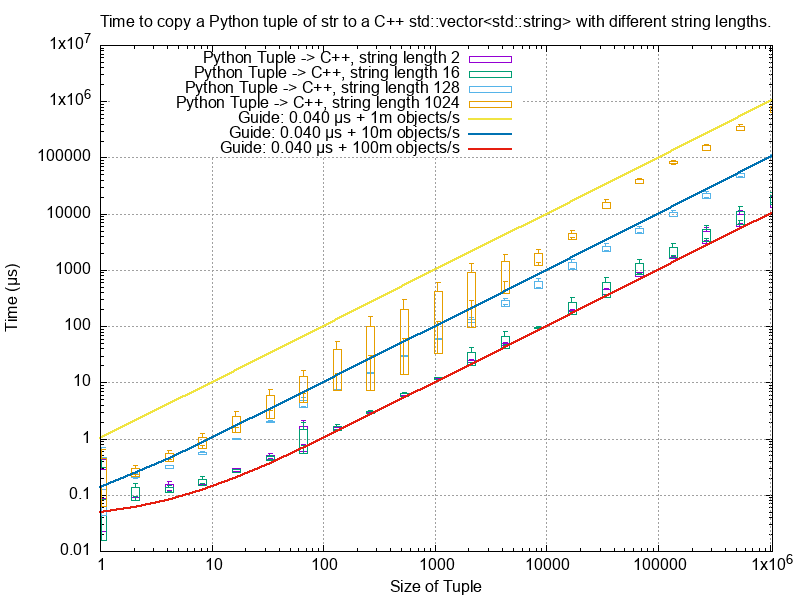 Time to copy a Python tuple of str to a C++ std::vector<std::string> with different string lengths.
Python Tuple -> C++, string length 2
Python Tuple -> C++, string length 16
Python Tuple -> C++, string length 128
Python Tuple -> C++, string length 1024
Guide: 0.040 µs + 1m objects/s
Guide: 0.040 µs + 10m objects/s
Guide: 0.040 µs + 100m objects/s
1x10^7
1x10^6
100000
10000
1000
100
10
1
0.1
0.01
Time (µs)
1 10 100 1000 10000 100000 1x10^6
Size of Tuple